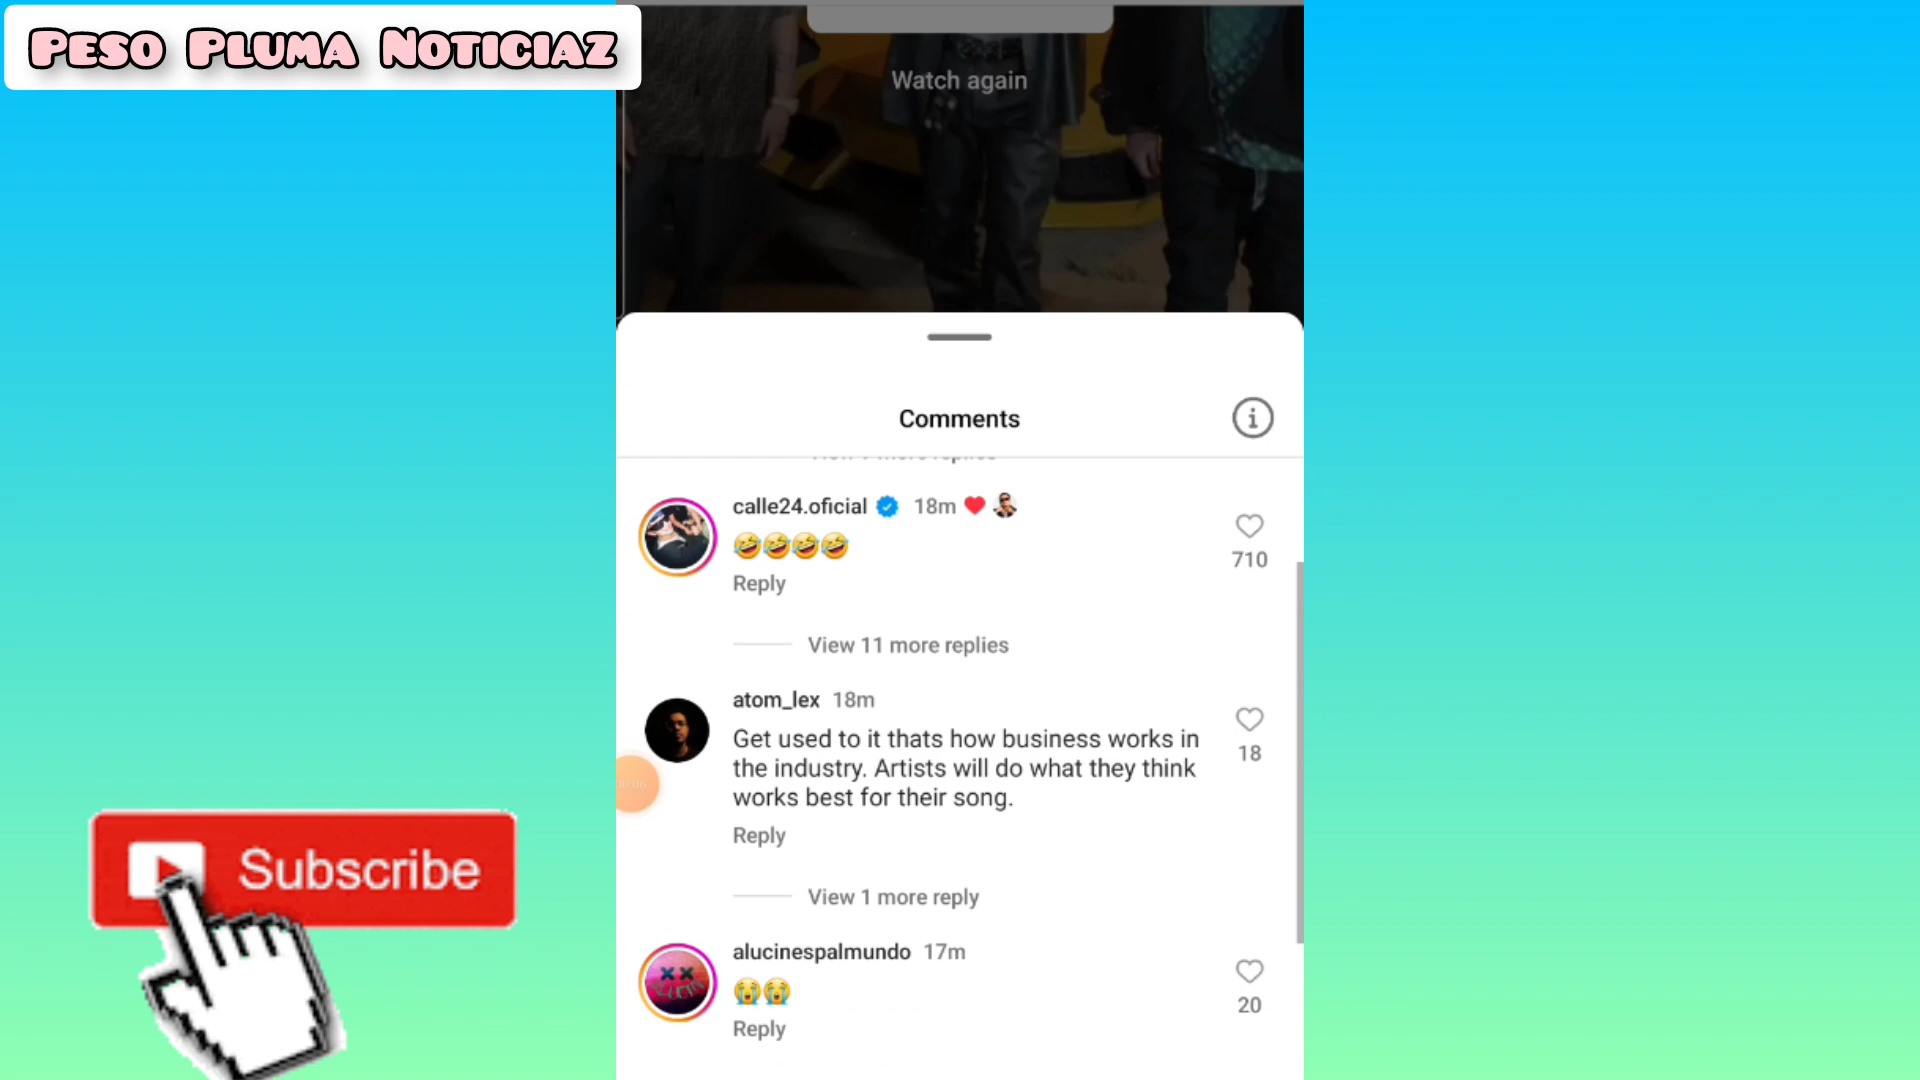 Peso Pluma Noticiaz
Watch again
Comments
calle24.oficial 18m
🤣🤣🤣🤣
710
Reply
View 11 more replies
atom_lex 18m
Get used to it thats how business works in
the industry. Artists will do what they think
works best for their song.
18
Reply
View 1 more reply
alucinespalmundo 17m
😭😭
20
Reply
Subscribe